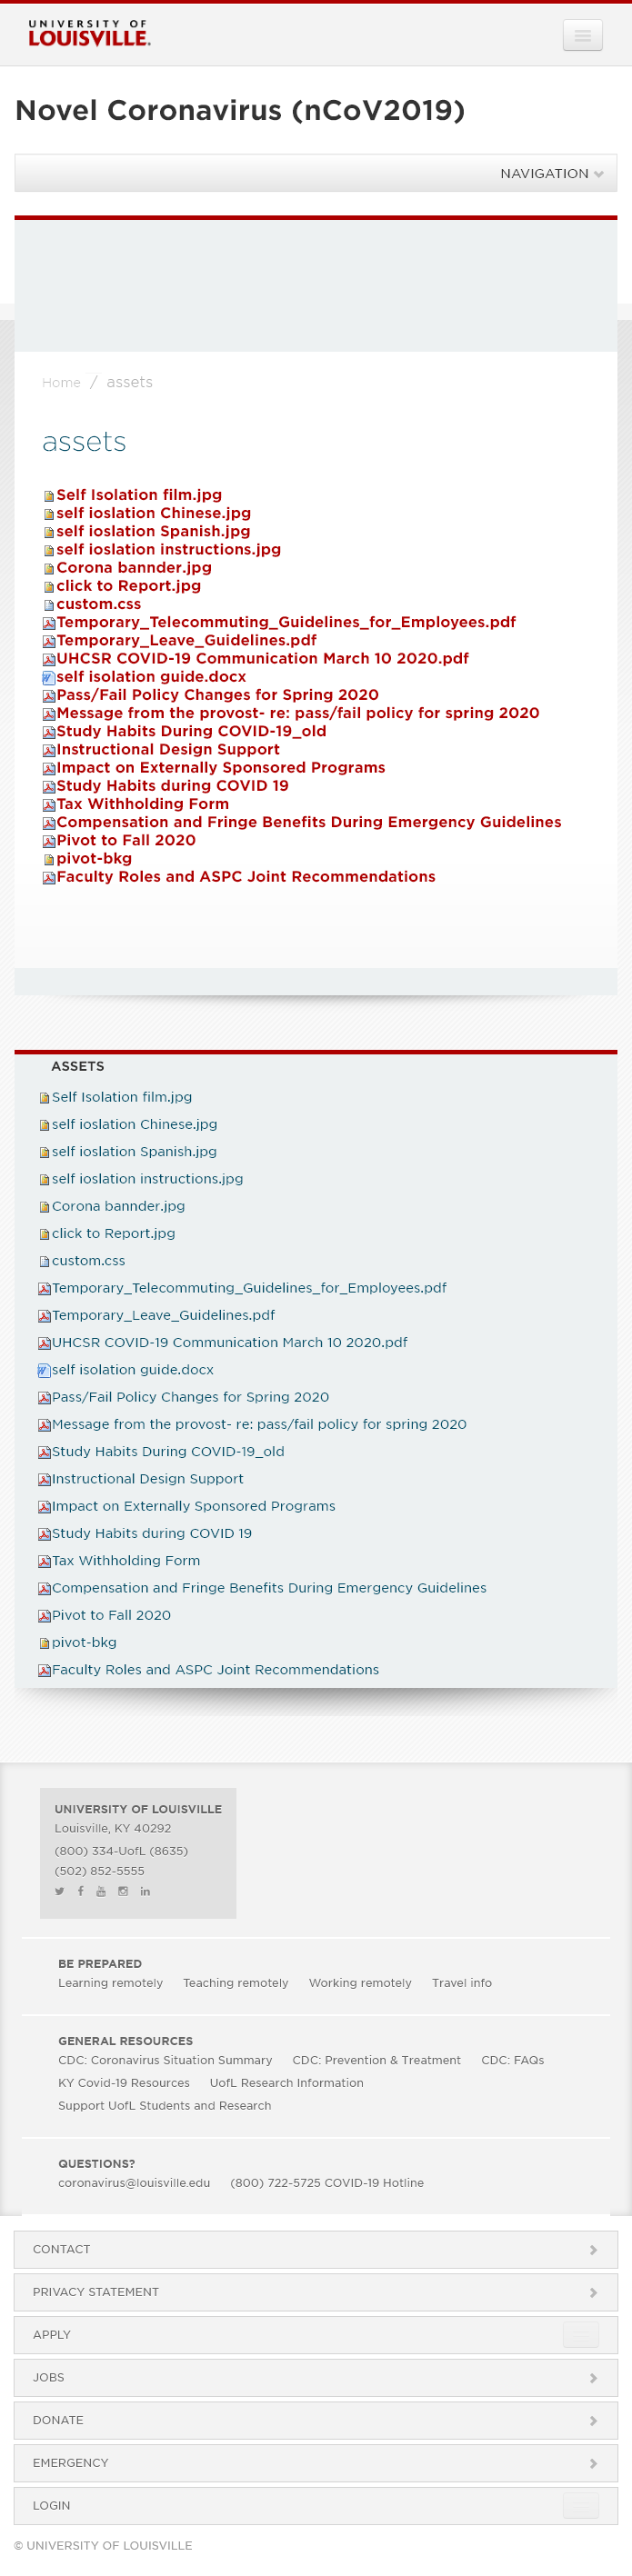 UNIVERSITY OF
LOUISVILLE.
Novel Coronavirus (nCoV2019)
NAVIGATION
Home / assets
assets
Self Isolation film.jpg
self ioslation Chinese.jpg
self ioslation Spanish.jpg
self ioslation instructions.jpg
Corona bannder.jpg
click to Report.jpg
custom.css
Temporary_Telecommuting_Guidelines_for_Employees.pdf
Temporary_Leave_Guidelines.pdf
UHCSR COVID-19 Communication March 10 2020.pdf
self isolation guide.docx
Pass/Fail Policy Changes for Spring 2020
Message from the provost- re: pass/fail policy for spring 2020
Study Habits During COVID-19_old
Instructional Design Support
Impact on Externally Sponsored Programs
Study Habits during COVID 19
Tax Withholding Form
Compensation and Fringe Benefits During Emergency Guidelines
Pivot to Fall 2020
pivot-bkg
Faculty Roles and ASPC Joint Recommendations
ASSETS
Self Isolation film.jpg
self ioslation Chinese.jpg
self ioslation Spanish.jpg
self ioslation instructions.jpg
Corona bannder.jpg
click to Report.jpg
custom.css
Temporary_Telecommuting_Guidelines_for_Employees.pdf
Temporary_Leave_Guidelines.pdf
UHCSR COVID-19 Communication March 10 2020.pdf
self isolation guide.docx
Pass/Fail Policy Changes for Spring 2020
Message from the provost- re: pass/fail policy for spring 2020
Study Habits During COVID-19_old
Instructional Design Support
Impact on Externally Sponsored Programs
Study Habits during COVID 19
Tax Withholding Form
Compensation and Fringe Benefits During Emergency Guidelines
Pivot to Fall 2020
pivot-bkg
Faculty Roles and ASPC Joint Recommendations
UNIVERSITY OF LOUISVILLE
Louisville, KY 40292
(800) 334-UofL (8635)
(502) 852-5555
BE PREPARED
Learning remotely Teaching remotely Working remotely Travel info
GENERAL RESOURCES
CDC: Coronavirus Situation Summary CDC: Prevention & Treatment CDC: FAQs
KY Covid-19 Resources UofL Research Information
Support UofL Students and Research
QUESTIONS?
coronavirus@louisville.edu (800) 722-5725 COVID-19 Hotline
CONTACT
PRIVACY STATEMENT
APPLY
JOBS
DONATE
EMERGENCY
LOGIN
© UNIVERSITY OF LOUISVILLE